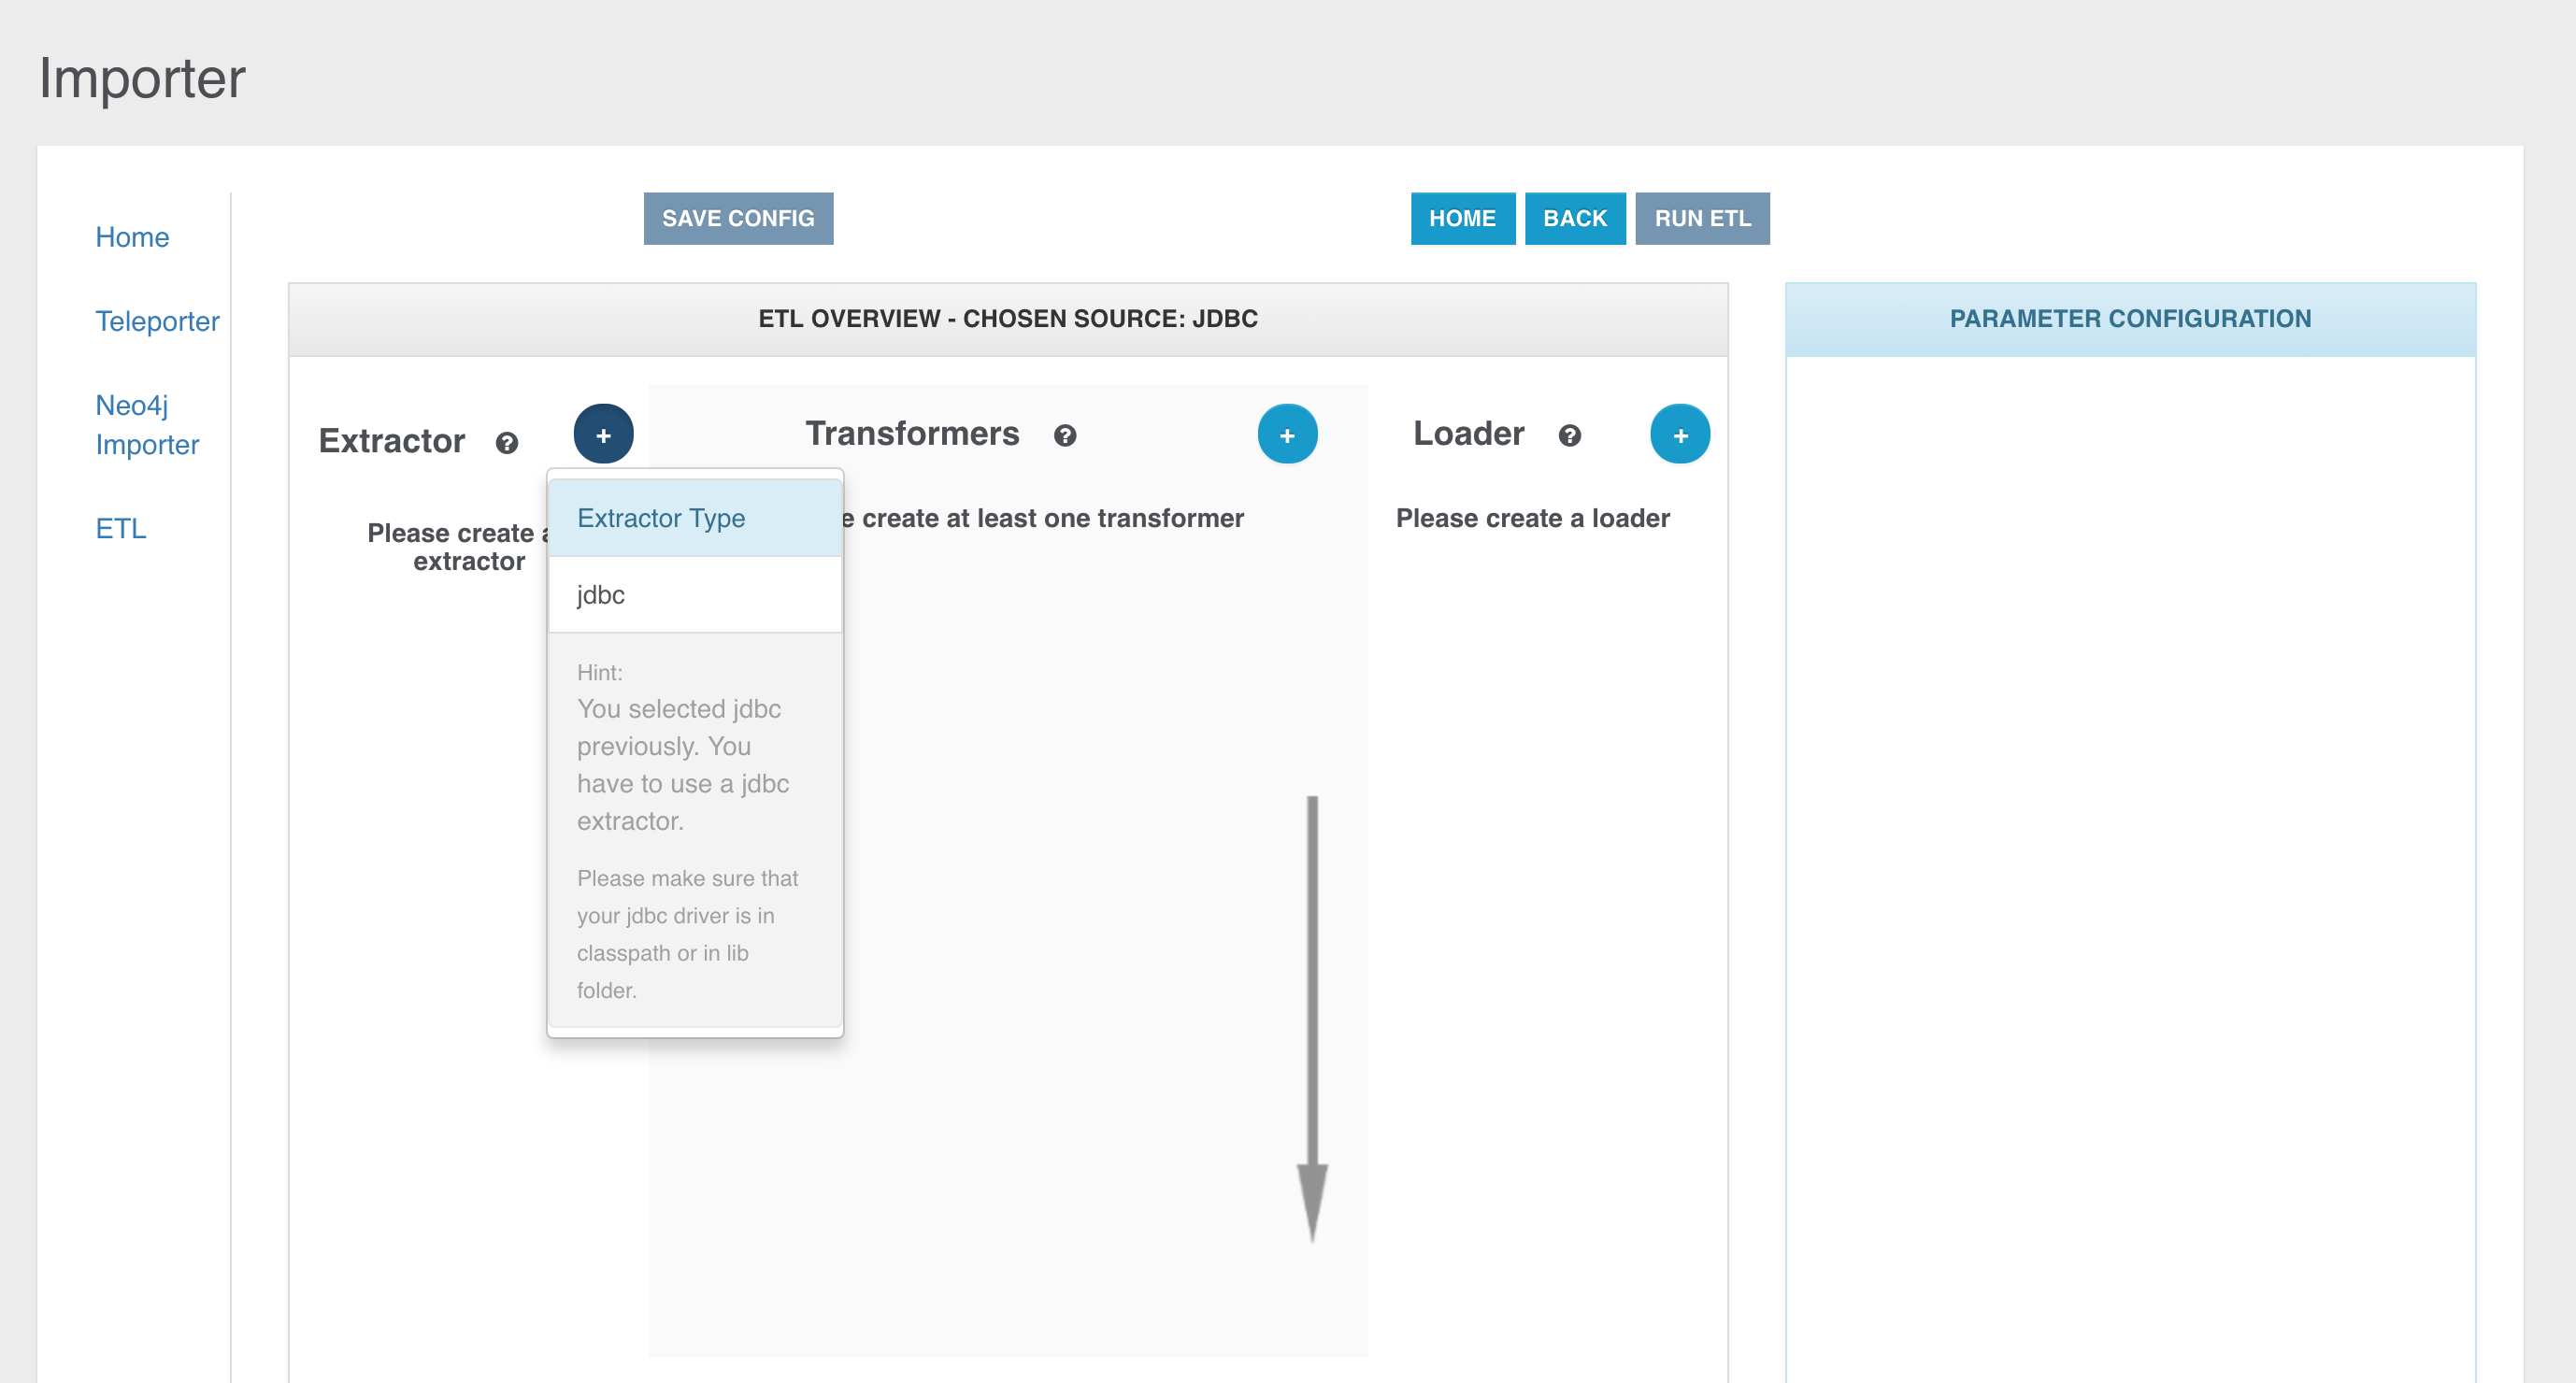 Importer
Home
Teleporter
Neo4j
Importer
ETL
SAVE CONFIG
HOME
BACK
RUN ETL
ETL OVERVIEW - CHOSEN SOURCE: JDBC
PARAMETER CONFIGURATION
Extractor ?
+
Transformers ?
+
Loader ?
+
Please create
extractor
create at least one transformer
Please create a loader
Extractor Type
jdbc
Hint:
You selected jdbc
previously. You
have to use a jdbc
extractor.
Please make sure that
your jdbc driver is in
classpath or in lib
folder.